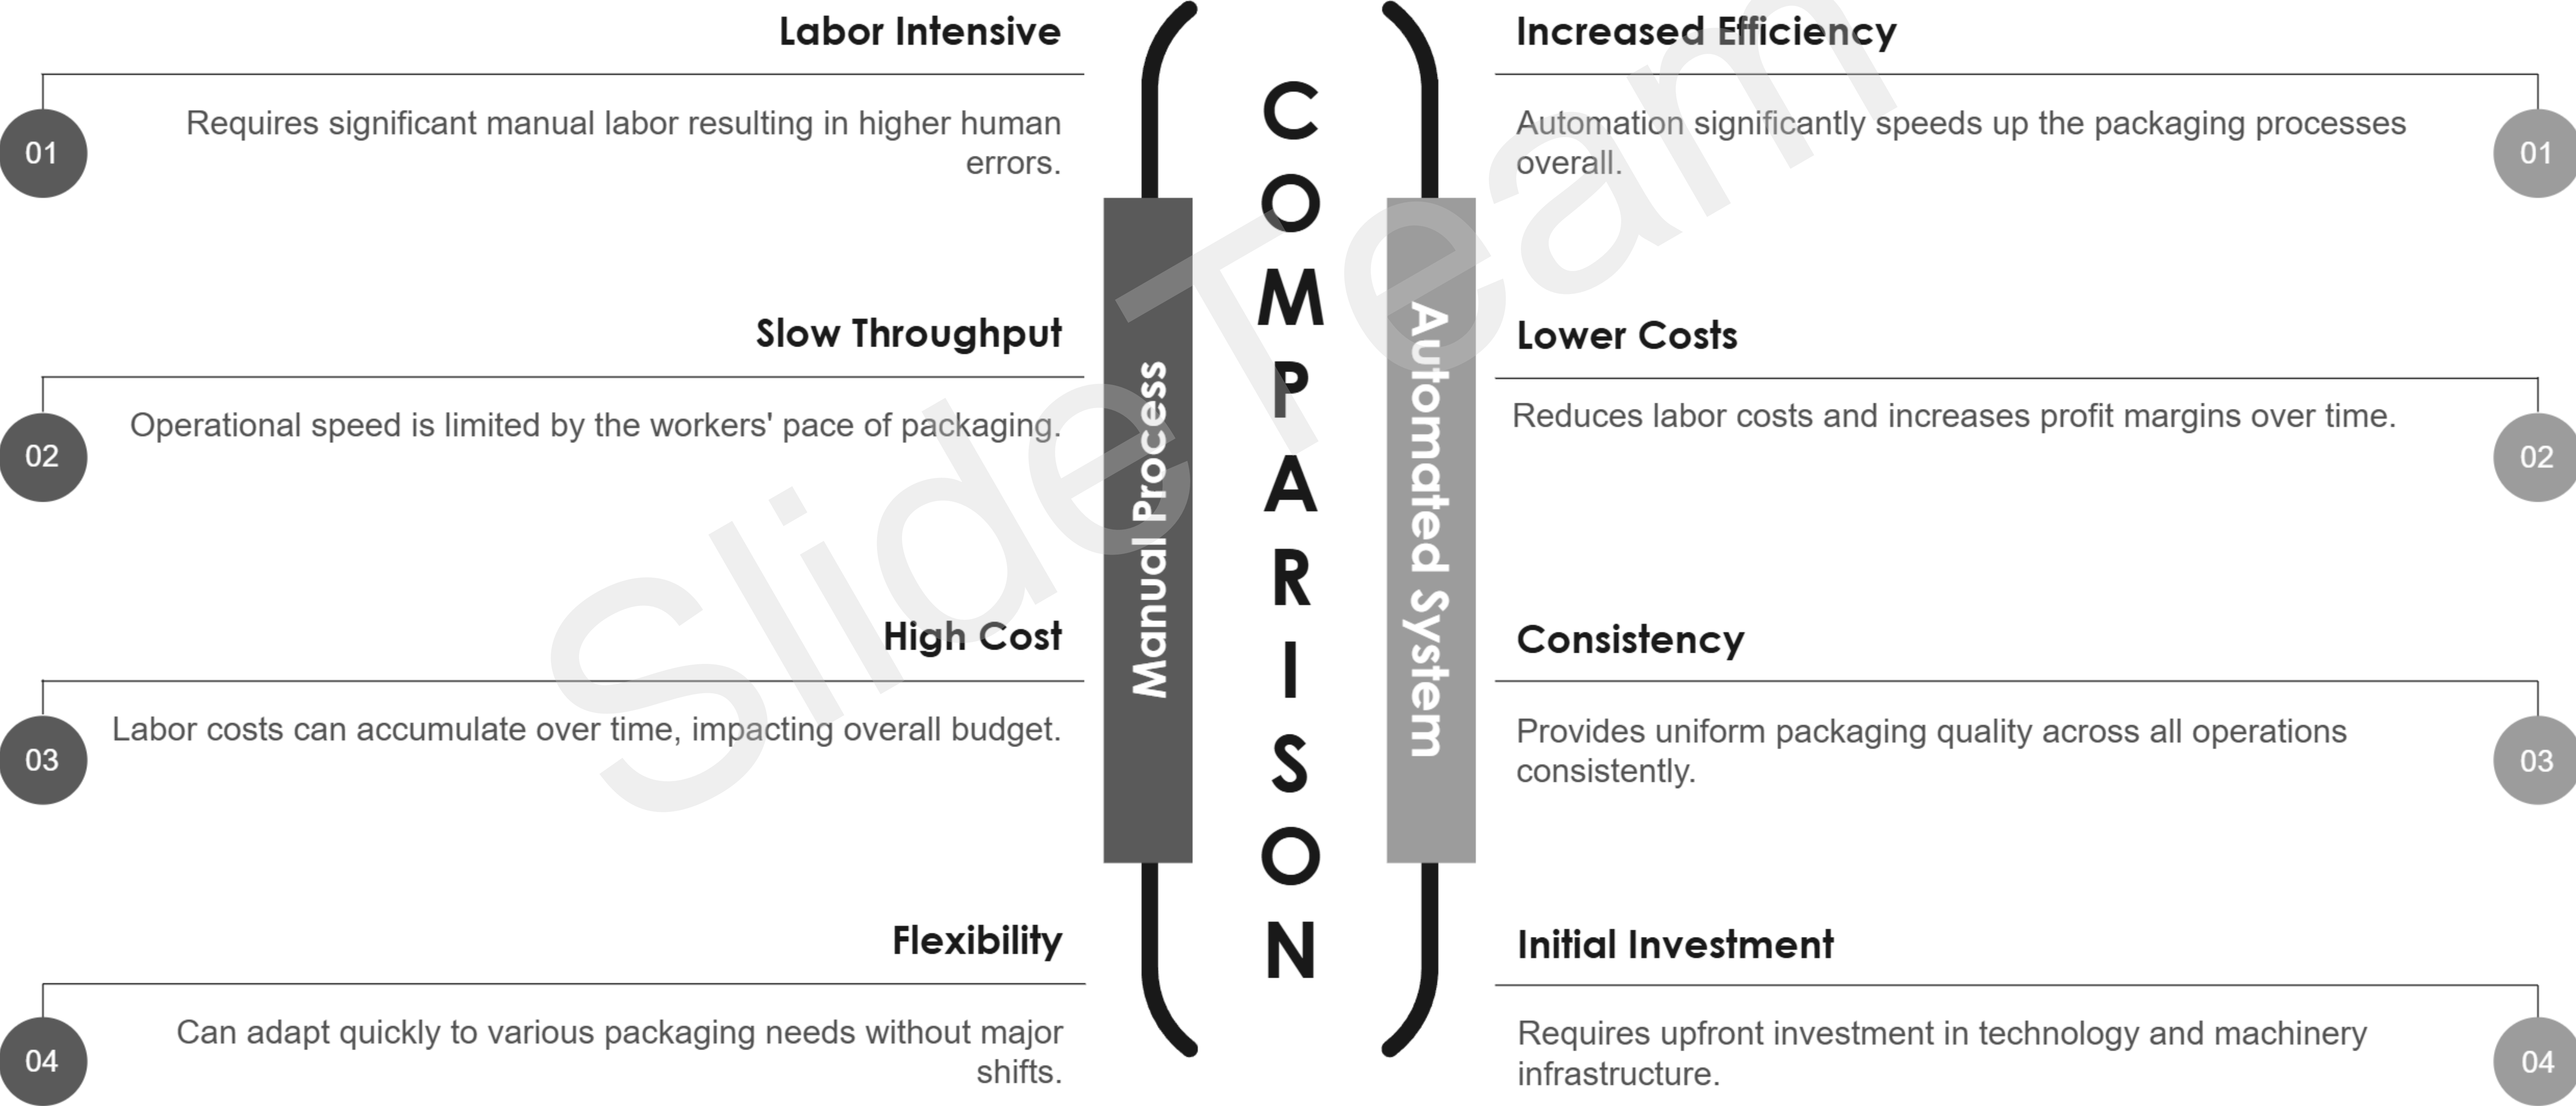 Labor Intensive
01
Requires significant manual labor resulting in higher human
errors.
Slow Throughput
02
Operational speed is limited by the workers' pace of packaging.
High Cost
03
Labor costs can accumulate over time, impacting overall budget.
Flexibility
04
Can adapt quickly to various packaging needs without major
shifts.
Manual Process
COMPARISON
Automated System
Increased Efficiency
Automation significantly speeds up the packaging processes
overall.
01
Lower Costs
Reduces labor costs and increases profit margins over time.
02
Consistency
Provides uniform packaging quality across all operations
consistently.
03
Initial Investment
Requires upfront investment in technology and machinery
infrastructure.
04
SlideTeam